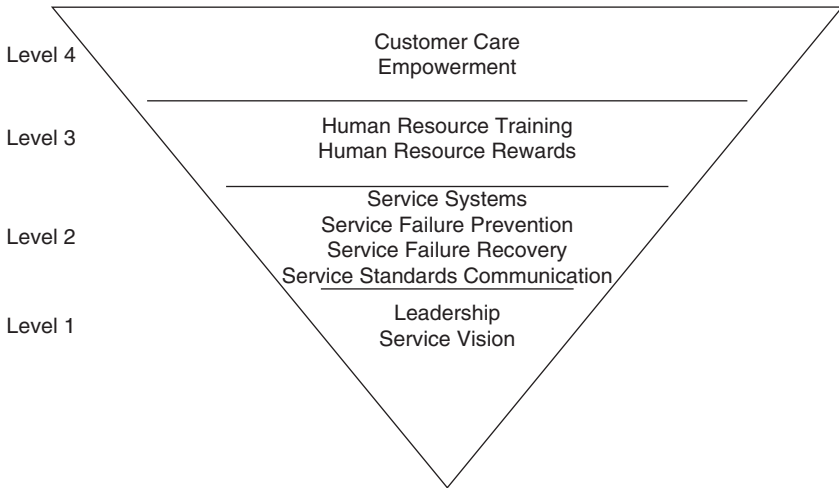 Level 4
Customer Care
Empowerment
Level 3
Human Resource Training
Human Resource Rewards
Level 2
Service Systems
Service Failure Prevention
Service Failure Recovery
Service Standards Communication
Level 1
Leadership
Service Vision